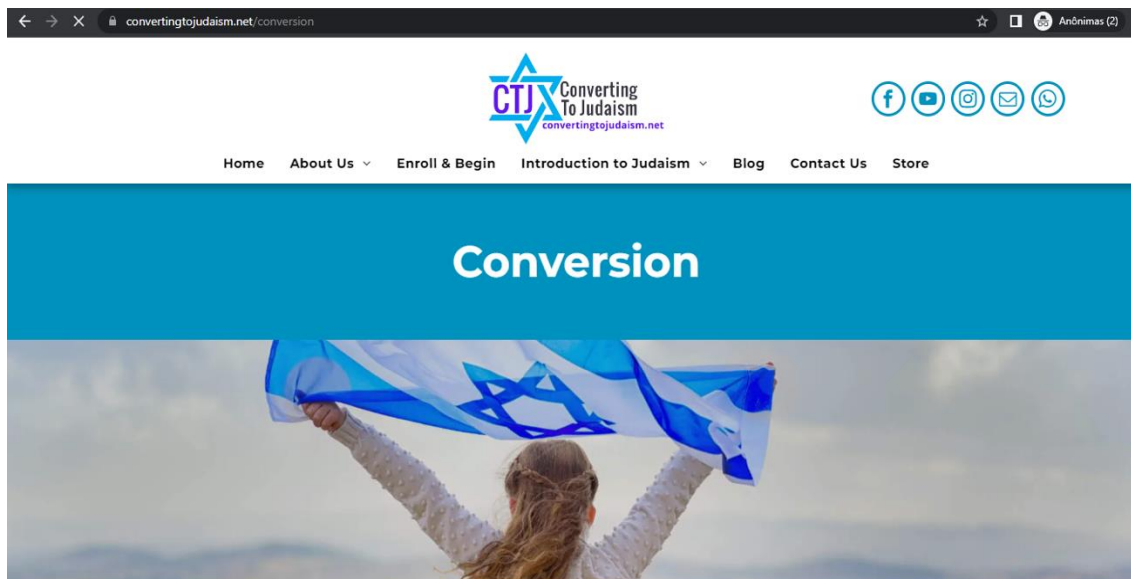 convertingtojudaism.net/conversion
Anônimas (2)
CTJ
Converting
To Judaism
convertingtojudaism.net
Home About Us Enroll & Begin Introduction to Judaism Blog Contact Us Store
Conversion